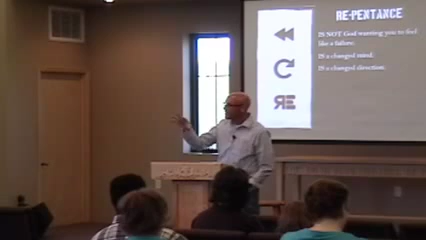 RE-PENTANCE
IS NOT God wanting you to feel
like a failure.
IS a changed mind.
IS a changed direction.
RE